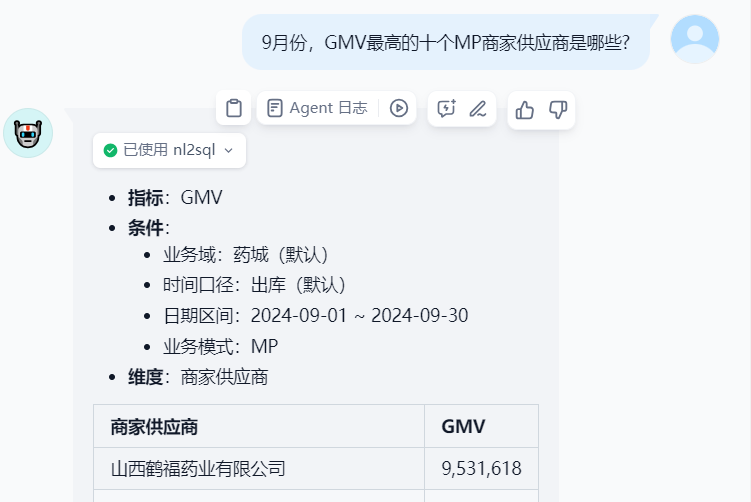 9月份，GMV最高的十个MP商家供应商是哪些?
Agent 日志
已使用 nl2sql
指标：GMV
条件：
业务域：药城（默认）
时间口径：出库（默认）
日期区间：2024-09-01 ~ 2024-09-30
业务模式：MP
维度：商家供应商
商家供应商 GMV
山西鹤福药业有限公司 9,531,618